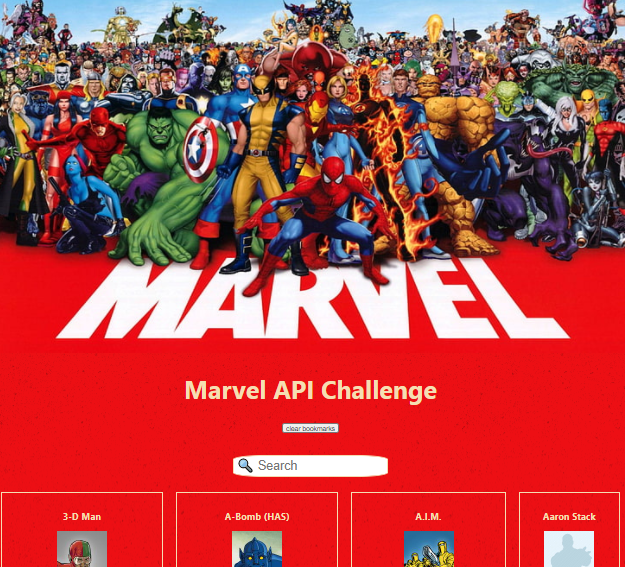 MARVEL
Marvel API Challenge
clear bookmarks
Search
3-D Man
A-Bomb (HAS)
A.I.M.
Aaron Stack